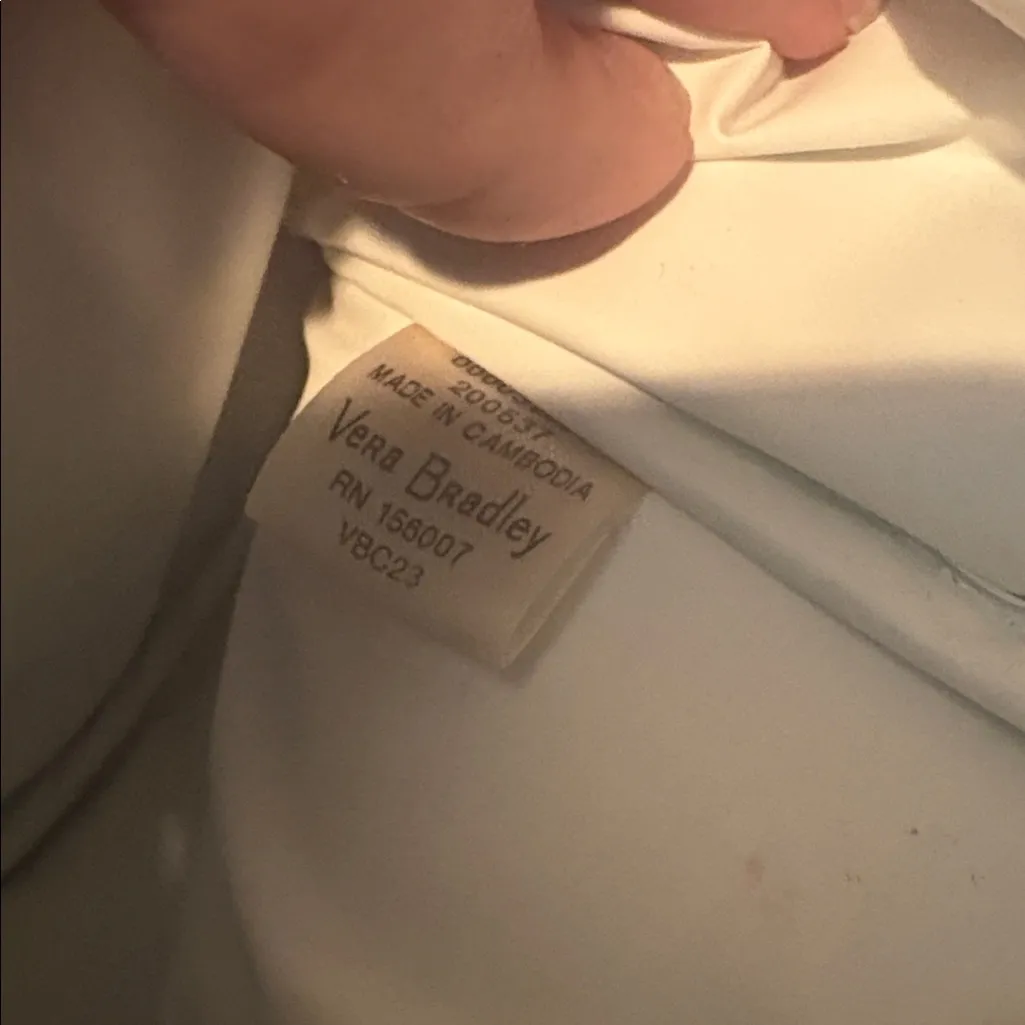 200537
MADE IN CAMBODIA
Vera Bradley
RN 156007
VBC23